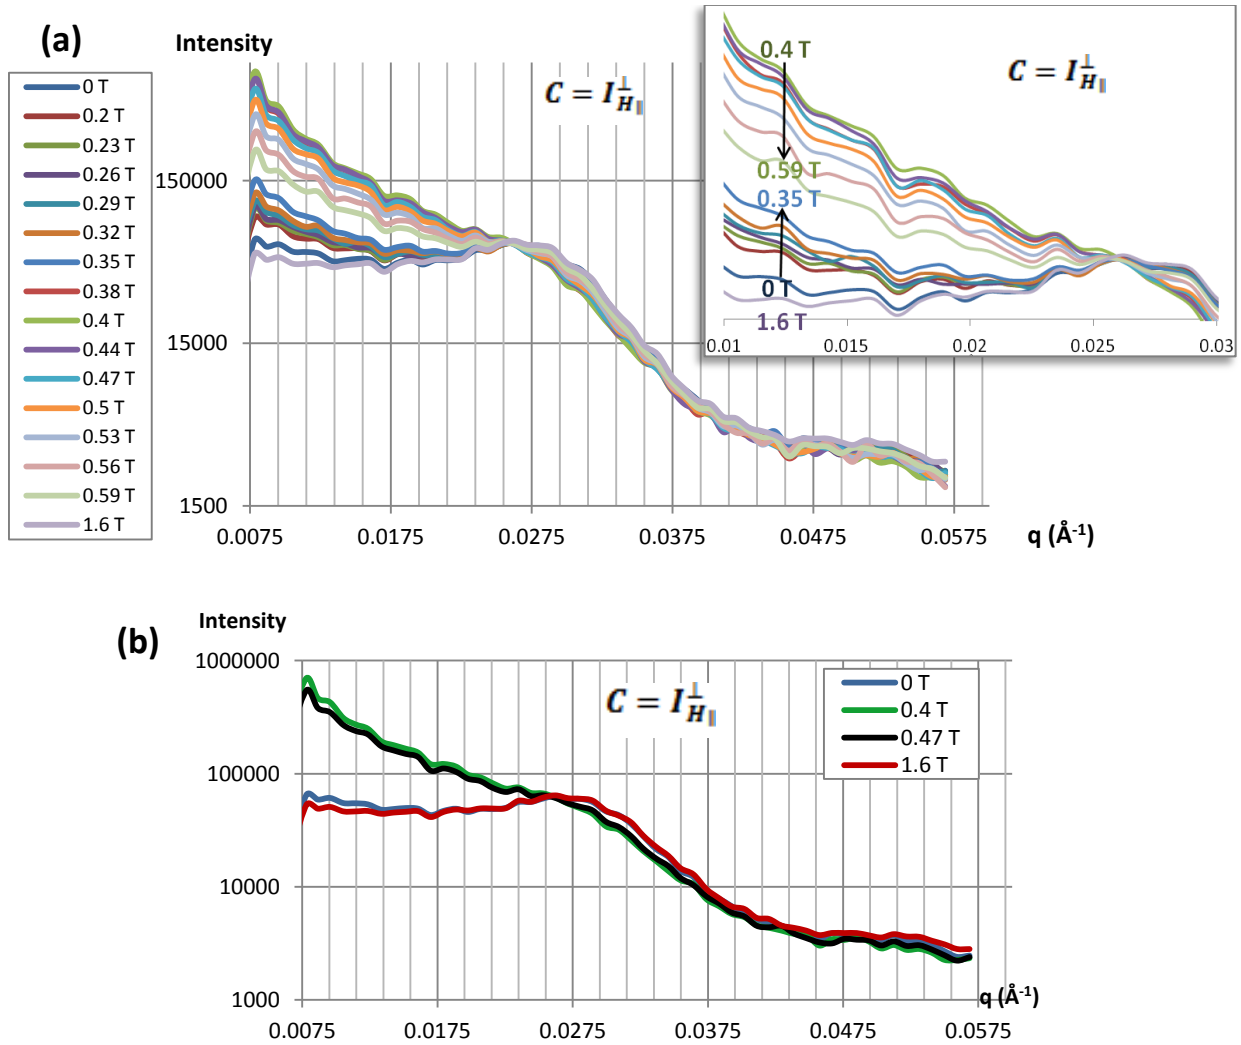 (a)
Intensity
0 T
0.2 T
0.23 T
0.26 T
0.29 T
0.32 T
0.35 T
0.38 T
0.4 T
0.44 T
0.47 T
0.5 T
0.53 T
0.56 T
0.59 T
1.6 T
C = I⊥H∥
150000
15000
1500
0.0075 0.0175 0.0275 0.0375 0.0475 0.0575
q (Å-1)
0.4 T
C = I⊥H∥
0.59 T
0.35 T
0 T
1.6 T
0.01 0.015 0.02 0.025 0.03
(b)
Intensity
1000000
100000
10000
1000
C = I⊥H∥
0 T
0.4 T
0.47 T
1.6 T
q (Å-1)
0.0075 0.0175 0.0275 0.0375 0.0475 0.0575